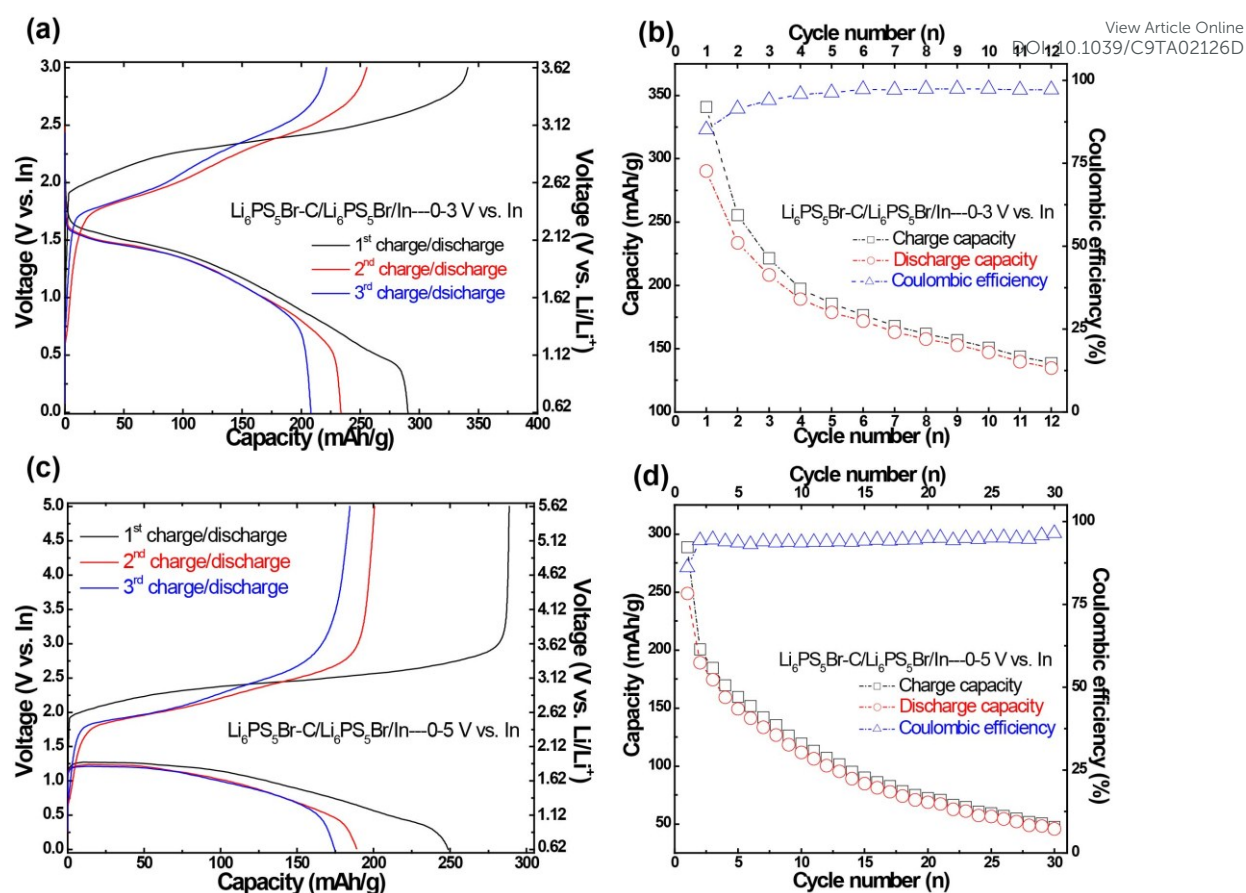 View Article Online
DOI: 10.1039/C9TA02126D
(a)
3.0
2.5
2.0
1.5
1.0
0.5
0.0
Voltage (V vs. In)
3.62
3.12
2.62
2.12
1.62
1.12
0.62
Voltage (V vs. Li/Li⁺)
Li₆PS₅Br-C/Li₆PS₅Br/In---0-3 V vs. In
1ˢᵗ charge/discharge
2ⁿᵈ charge/discharge
3ʳᵈ charge/dsicharge
0 50 100 150 200 250 300 350 400
Capacity (mAh/g)
(b)
Cycle number (n)
0 1 2 3 4 5 6 7 8 9 10 11 12
350
300
250
200
150
100
Capacity (mAh/g)
100
75
50
25
0
Coulombic efficiency (%)
Li₆PS₅Br-C/Li₆PS₅Br/In---0-3 V vs. In
Charge capacity
Discharge capacity
Coulombic efficiency
0 1 2 3 4 5 6 7 8 9 10 11 12
Cycle number (n)
(c)
5.0
4.5
4.0
3.5
3.0
2.5
2.0
1.5
1.0
0.5
0.0
Voltage (V vs. In)
5.62
5.12
4.62
4.12
3.62
3.12
2.62
2.12
1.62
1.12
0.62
Voltage (V vs. Li/Li⁺)
1ˢᵗ charge/discharge
2ⁿᵈ charge/discharge
3ʳᵈ charge/discharge
Li₆PS₅Br-C/Li₆PS₅Br/In---0-5 V vs. In
0 50 100 150 200 250 300
Capacity (mAh/g)
(d)
Cycle number (n)
0 5 10 15 20 25 30
300
250
200
150
100
50
Capacity (mAh/g)
100
75
50
25
0
Coulombic efficiency (%)
Li₆PS₅Br-C/Li₆PS₅Br/In---0-5 V vs. In
Charge capacity
Discharge capacity
Coulombic efficiency
0 5 10 15 20 25 30
Cycle number (n)